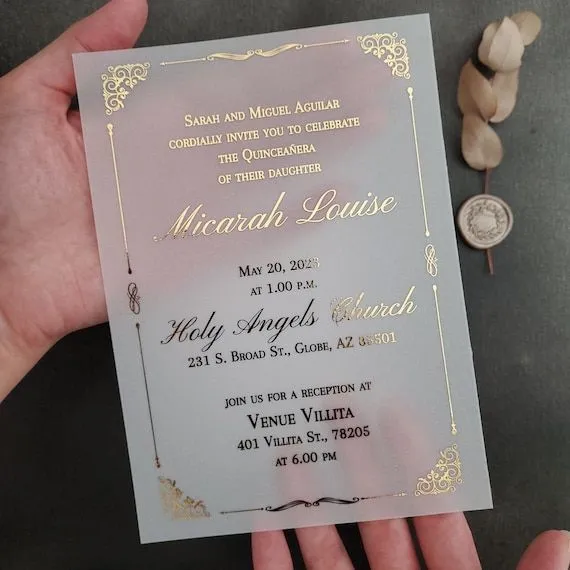 Sarah and Miguel Aguilar
cordially invite you to celebrate
the Quinceañera
of their daughter
Micarah Louise
May 20, 2023
at 1.00 p.m.
Holy Angels Church
231 S. Broad St., Globe, AZ 85501
join us for a reception at
Venue Villita
401 Villita St., 78205
at 6.00 pm